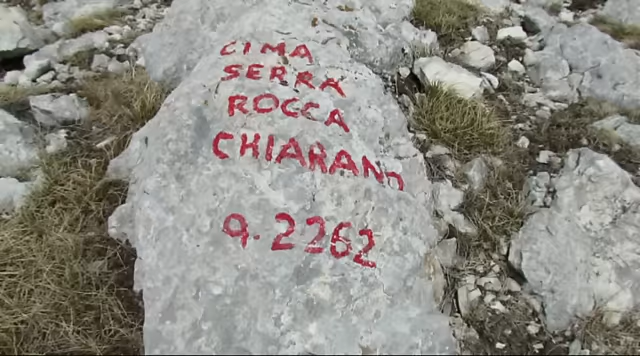 CIMA
SERRA
ROCCA
CHIARANO
q. 2262